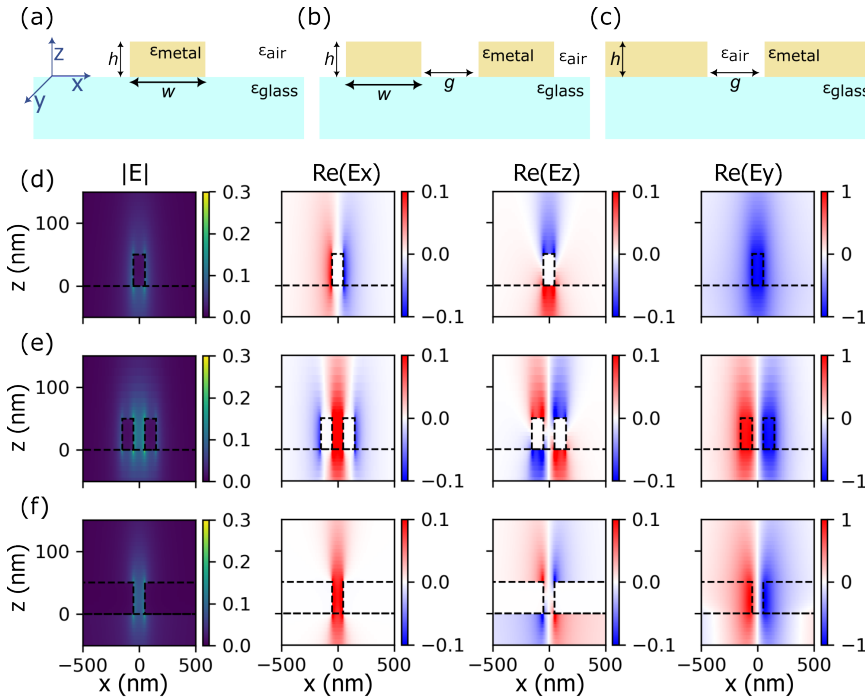 (a) (b) (c)
z x y h εmetal εair w εglass
h w g εmetal εair εglass
h εair g εmetal εglass
(d) |E| Re(Ex) Re(Ez) Re(Ey)
z (nm) 100 0 0.3 0.2 0.1 0.0 0.1 0.0 −0.1 0.1 0.0 −0.1 1 0 −1
(e)
z (nm) 100 0 0.3 0.2 0.1 0.0 0.1 0.0 −0.1 0.1 0.0 −0.1 1 0 −1
(f)
z (nm) 100 0 0.3 0.2 0.1 0.0 0.1 0.0 −0.1 0.1 0.0 −0.1 1 0 −1
−500 0 500 −500 0 500 −500 0 500 −500 0 500
x (nm) x (nm) x (nm) x (nm)